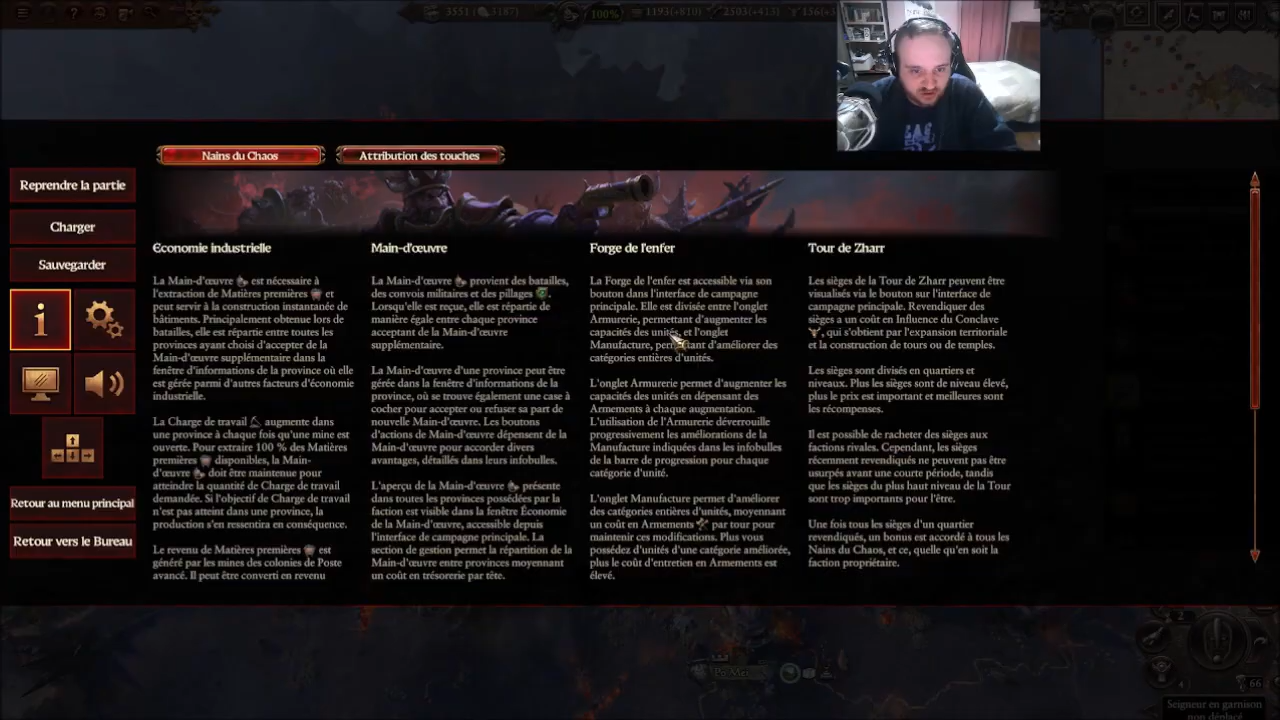 3551 (3187)
100%
1193(+810)
2503(+413)
156(+3
Nains du Chaos
Attribution des touches
Reprendre la partie
Charger
Sauvegarder
Retour au menu principal
Retour vers le Bureau
Economie industrielle
La Main-d'œuvre est nécessaire à
l'extraction de Matières premières et
peut servir à la construction instantanée de
bâtiments. Principalement obtenue lors de
batailles, elle est répartie entre toutes les
provinces ayant choisi d'accepter de la
Main-d'œuvre supplémentaire dans la
fenêtre d'informations de la province où elle
est gérée parmi d'autres facteurs d'économie
industrielle.
La Charge de travail augmente dans
une province à chaque fois qu'une mine est
ouverte. Pour extraire 100 % des Matières
premières disponibles, la Main-
d'œuvre doit être maintenue pour
atteindre la quantité de Charge de travail
demandée. Si l'objectif de Charge de travail
n'est pas atteint dans une province, la
production s'en ressentira en conséquence.
Le revenu de Matières premières est
généré par les mines des colonies de Poste
avancé. Il peut être converti en revenu
Main-d'œuvre
La Main-d'œuvre provient des batailles,
des convois militaires et des pillages .
Lorsqu'elle est reçue, elle est répartie de
manière égale entre chaque province
acceptant de la Main-d'œuvre
supplémentaire.
La Main-d'œuvre d'une province peut être
gérée dans la fenêtre d'informations de la
province, où se trouve également une case à
cocher pour accepter ou refuser sa part de
nouvelle Main-d'œuvre. Les boutons
d'actions de Main-d'œuvre dépensent de la
Main-d'œuvre pour accorder divers
avantages, détaillés dans leurs infobulles.
L'aperçu de la Main-d'œuvre présente
dans toutes les provinces possédées par la
faction est visible dans la fenêtre Économie
de la Main-d'œuvre, accessible depuis
l'interface de campagne principale. La
section de gestion permet la répartition de la
Main-d'œuvre entre provinces moyennant
un coût en trésorerie par tête.
Forge de l'enfer
La Forge de l'enfer est accessible via son
bouton dans l'interface de campagne
principale. Elle est divisée entre l'onglet
Armurerie, permettant d'augmenter les
capacités des unités, et l'onglet
Manufacture, permettant d'améliorer des
catégories entières d'unités.
L'onglet Armurerie permet d'augmenter les
capacités des unités en dépensant des
Armements à chaque augmentation.
L'utilisation de l'Armurerie déverrouille
progressivement les améliorations de la
Manufacture indiquées dans les infobulles
de la barre de progression pour chaque
catégorie d'unité.
L'onglet Manufacture permet d'améliorer
des catégories entières d'unités, moyennant
un coût en Armements par tour pour
maintenir ces modifications. Plus vous
possédez d'unités d'une catégorie améliorée,
plus le coût d'entretien en Armements est
élevé.
Tour de Zharr
Les sièges de la Tour de Zharr peuvent être
visualisés via le bouton sur l'interface de
campagne principale. Revendiquer des
sièges a un coût en Influence du Conclave
, qui s'obtient par l'expansion territoriale
et la construction de tours ou de temples.
Les sièges sont divisés en quartiers et
niveaux. Plus les sièges sont de niveau élevé,
plus le prix est important et meilleures sont
les récompenses.
Il est possible de racheter des sièges aux
factions rivales. Cependant, les sièges
récemment revendiqués ne peuvent pas être
usurpés avant une courte période, tandis
que les sièges du plus haut niveau de la Tour
sont trop importants pour l'être.
Une fois tous les sièges d'un quartier
revendiqués, un bonus est accordé à tous les
Nains du Chaos, et ce, quelle qu'en soit la
faction propriétaire.
Po Mei
4
66
Seigneur en garnison
non déplacé